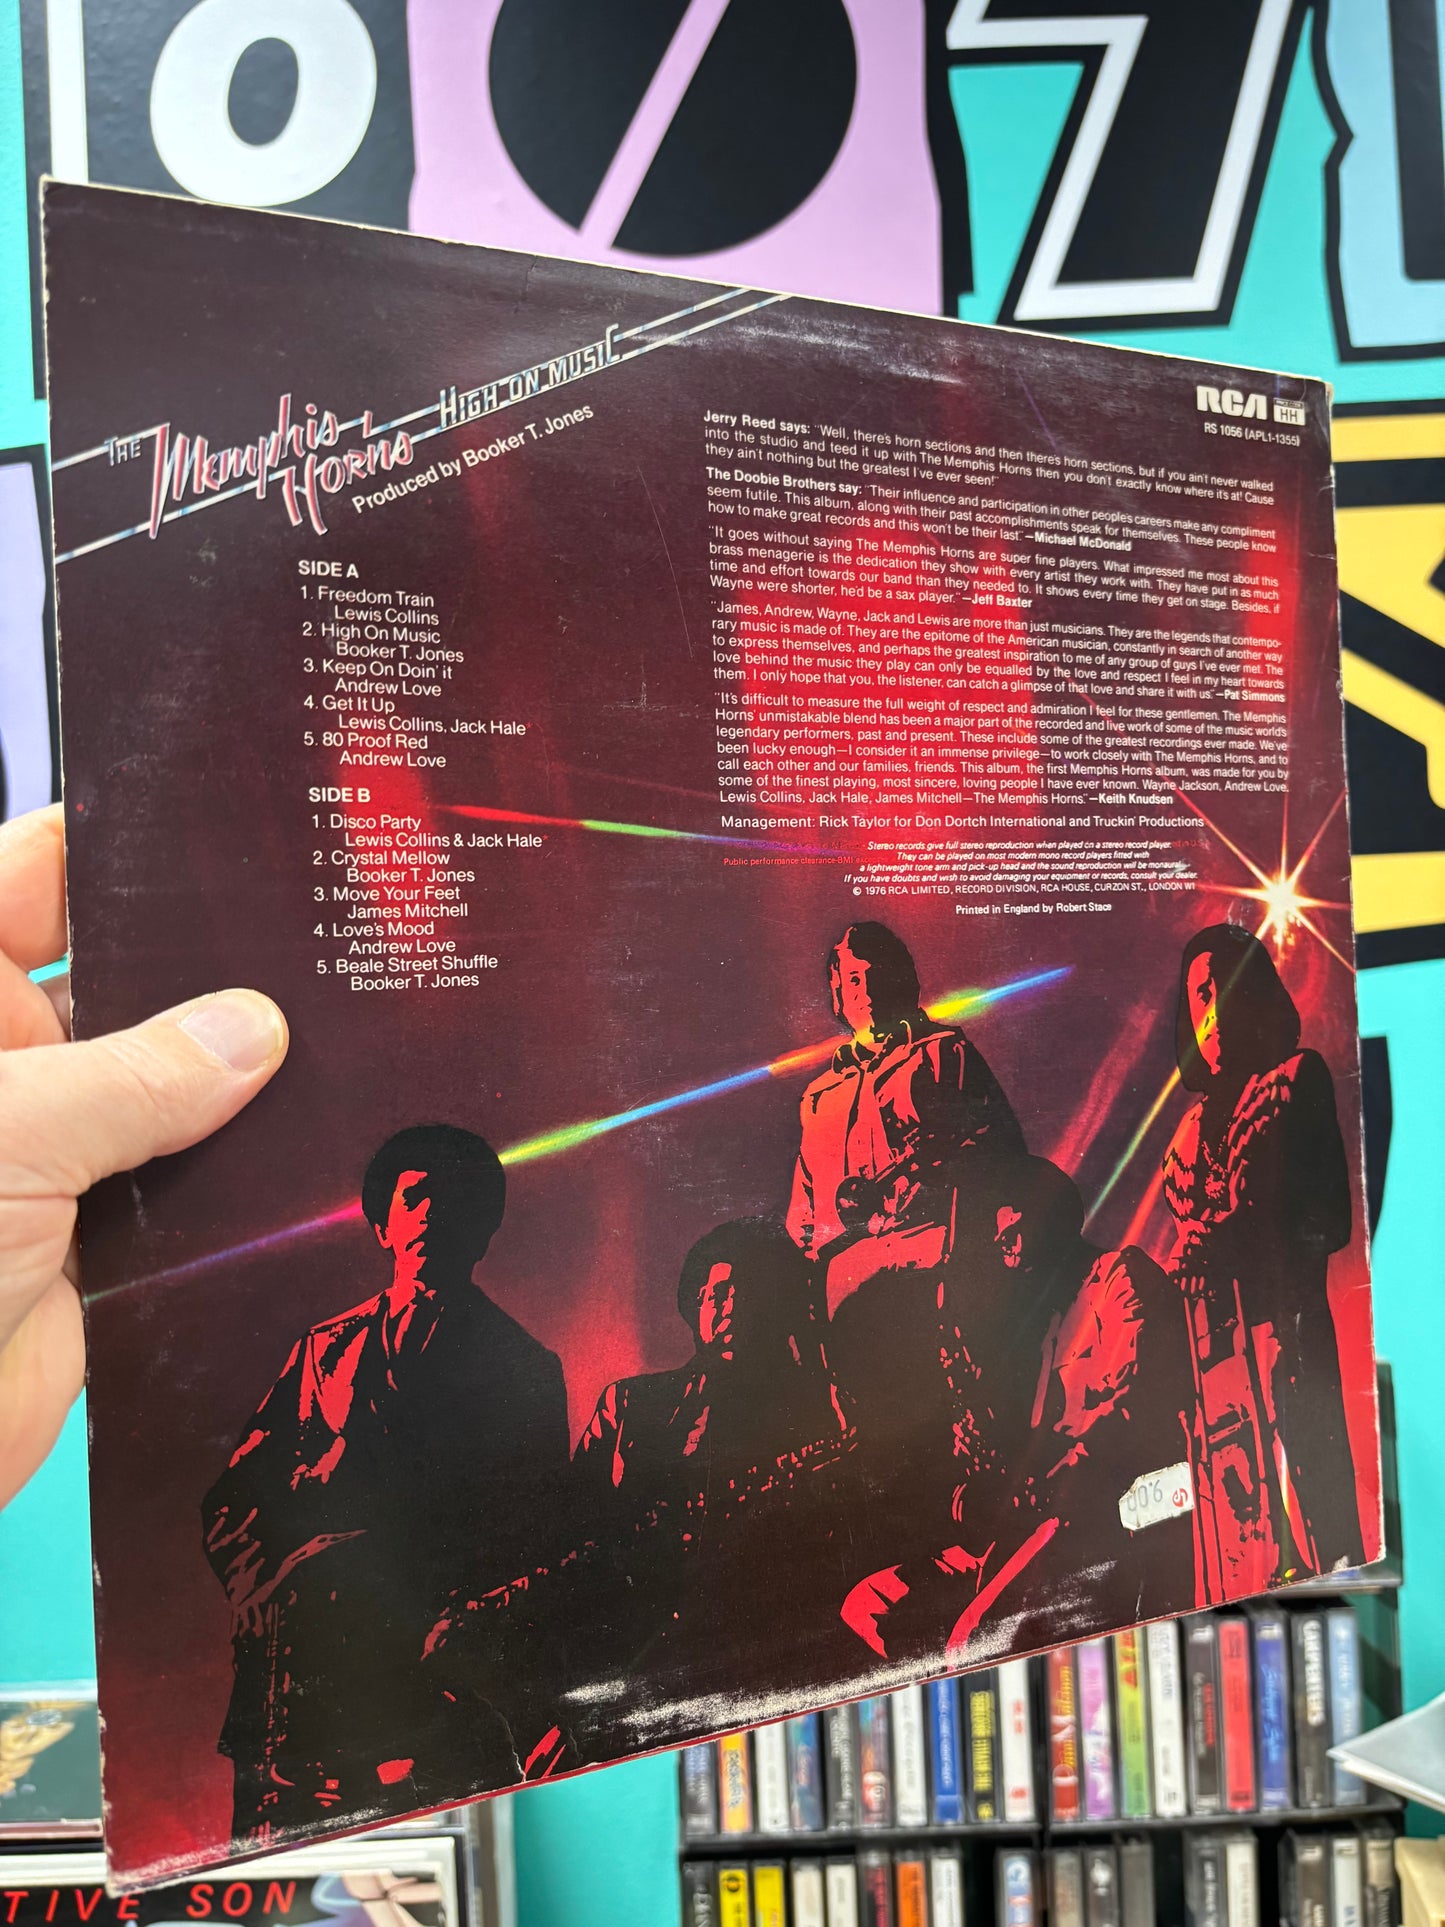 THE Memphis Horns HIGH ON MUSIC
Produced by Booker T. Jones
SIDE A
1. Freedom Train
Lewis Collins
2. High On Music
Booker T. Jones
3. Keep On Doin' it
Andrew Love
4. Get It Up
Lewis Collins, Jack Hale*
5. 80 Proof Red
Andrew Love
SIDE B
1. Disco Party
Lewis Collins & Jack Hale*
2. Crystal Mellow
Booker T. Jones
3. Move Your Feet
James Mitchell
4. Love's Mood
Andrew Love
5. Beale Street Shuffle
Booker T. Jones
RCA
HH
RS 1056 (APL1-1355)
Jerry Reed says: "Well, there's horn sections and then there's horn sections, but if you ain't never walked
into the studio and teed it up with The Memphis Horns then you don't exactly know where it's at! Cause
they ain't nothing but the greatest I've ever seen!"
The Doobie Brothers say: "Their influence and participation in other peoples careers make any compliment
seem futile. This album, along with their past accomplishments speak for themselves. These people know
how to make great records and this won't be their last." —Michael McDonald
"It goes without saying The Memphis Horns are super fine players. What impressed me most about this
brass menagerie is the dedication they show with every artist they work with. They have put in as much
time and effort towards our band than they needed to. It shows every time they get on stage. Besides, if
Wayne were shorter, he'd be a sax player." —Jeff Baxter
"James, Andrew, Wayne, Jack and Lewis are more than just musicians. They are the legends that contempo-
rary music is made of. They are the epitome of the American musician, constantly in search of another way
to express themselves, and perhaps the greatest inspiration to me of any group of guys I've ever met. The
love behind the music they play can only be equalled by the love and respect I feel in my heart towards
them. I only hope that you, the listener, can catch a glimpse of that love and share it with us." —Pat Simmons
"It's difficult to measure the full weight of respect and admiration I feel for these gentlemen. The Memphis
Horns' unmistakable blend has been a major part of the recorded and live work of some of the music worlds
legendary performers, past and present. These include some of the greatest recordings ever made. We've
been lucky enough—I consider it an immense privilege—to work closely with The Memphis Horns, and to
call each other and our families, friends. This album, the first Memphis Horns album, was made for you by
some of the finest playing, most sincere, loving people I have ever known. Wayne Jackson, Andrew Love,
Lewis Collins, Jack Hale, James Mitchell—The Memphis Horns." —Keith Knudsen
Management: Rick Taylor for Don Dortch International and Truckin' Productions
Stereo records give full stereo reproduction when played on a stereo record player.
Public performance clearance-BMI
They can be played on most modern mono record players fitted with
a lightweight tone arm and pick-up head and the sound reproduction will be monaural.
If you have doubts and wish to avoid damaging your equipment or records, consult your dealer.
© 1976 RCA LIMITED, RECORD DIVISION, RCA HOUSE, CURZON ST., LONDON W1
Printed in England by Robert Stace
9.00
TIVE SON